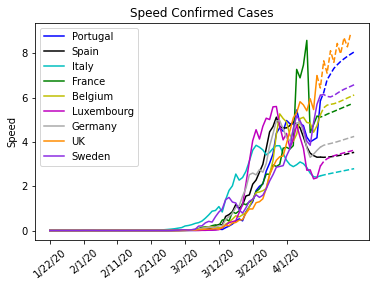 Speed Confirmed Cases
Speed
8
6
4
2
0
Portugal
Spain
Italy
France
Belgium
Luxembourg
Germany
UK
Sweden
1/22/20 2/1/20 2/11/20 2/21/20 3/2/20 3/12/20 3/22/20 4/1/20